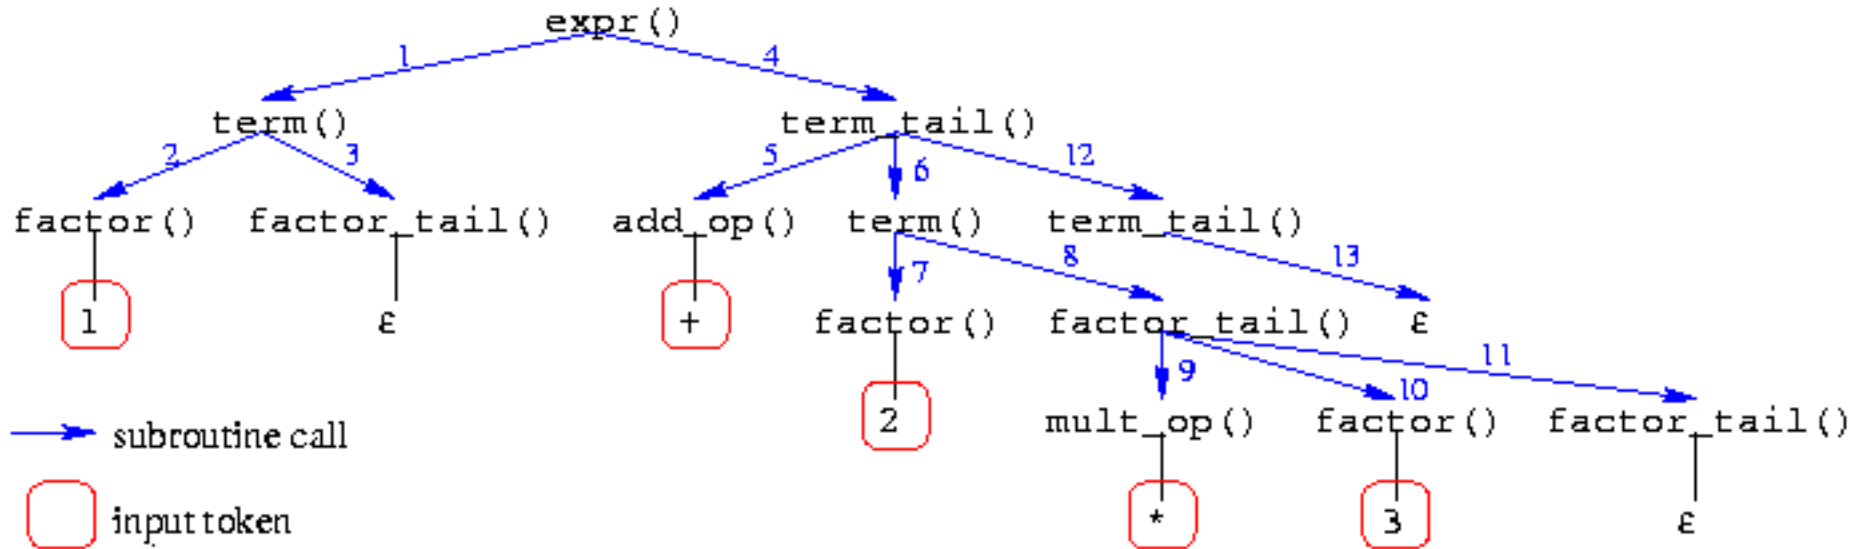 expr()
1 4
term() term_tail()
2 3 5 6 12
factor() factor_tail() add_op() term() term_tail()
7 8 13
1 ε + factor() factor_tail() ε
9 10 11
2 mult_op() factor() factor_tail()
subroutine call
* 3 ε
input token